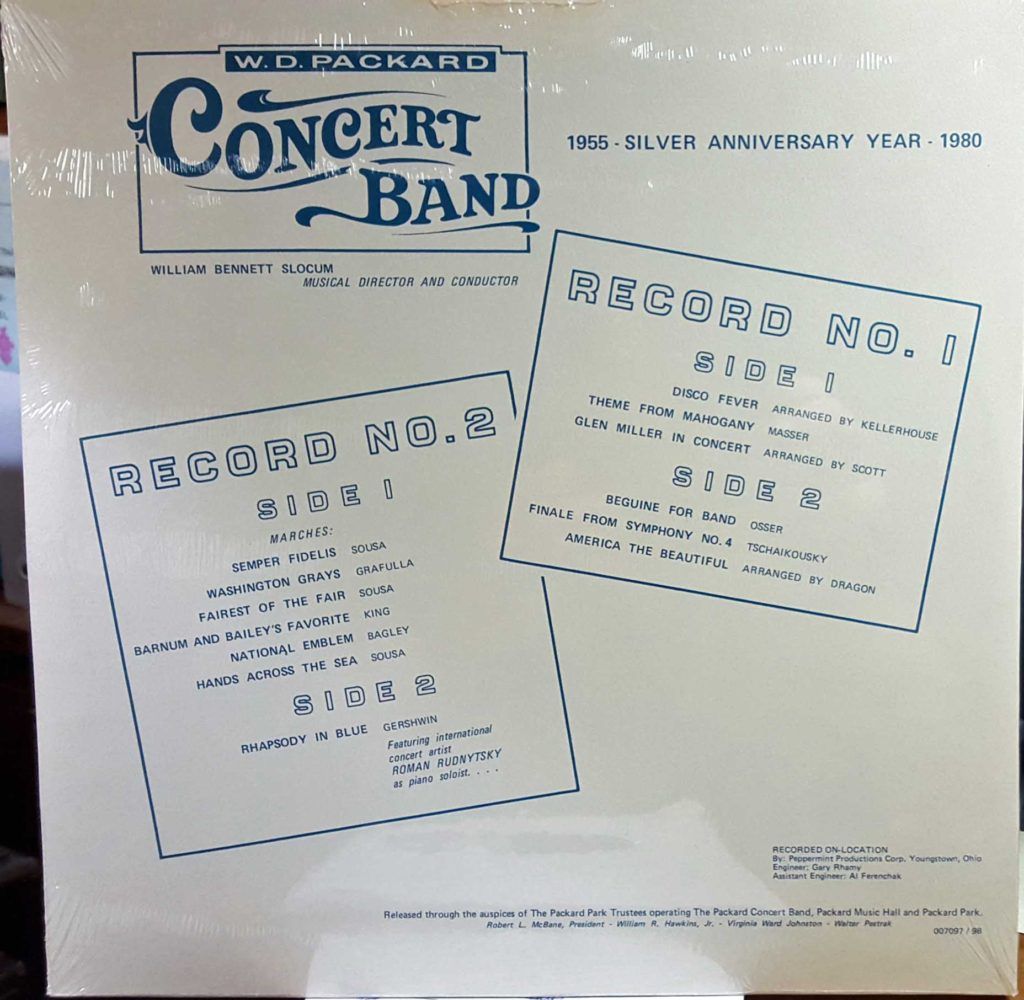 W.D. PACKARD
CONCERT
BAND
1955 - SILVER ANNIVERSARY YEAR - 1980
WILLIAM BENNETT SLOCUM
MUSICAL DIRECTOR AND CONDUCTOR
RECORD NO. 1
SIDE 1
DISCO FEVER ARRANGED BY KELLERHOUSE
THEME FROM MAHOGANY MASSER
GLEN MILLER IN CONCERT ARRANGED BY SCOTT
SIDE 2
BEGUINE FOR BAND OSSER
FINALE FROM SYMPHONY NO. 4 TSCHAIKOUSKY
AMERICA THE BEAUTIFUL ARRANGED BY DRAGON
RECORD NO. 2
SIDE 1
MARCHES:
SEMPER FIDELIS SOUSA
WASHINGTON GRAYS GRAFULLA
FAIREST OF THE FAIR SOUSA
BARNUM AND BAILEY'S FAVORITE KING
NATIONAL EMBLEM BAGLEY
HANDS ACROSS THE SEA SOUSA
SIDE 2
RHAPSODY IN BLUE GERSHWIN
Featuring international
concert artist
ROMAN RUDNYTSKY
as piano soloist. . . .
RECORDED ON-LOCATION
By: Peppermint Productions Corp. Youngstown, Ohio
Engineer: Gary Rhamy
Assistant Engineer: Al Ferenchak
Released through the auspices of The Packard Park Trustees operating The Packard Concert Band, Packard Music Hall and Packard Park.
Robert L. McBane, President - William R. Hawkins, Jr. - Virginia Ward Johnston - Walter Pestrak
007097 / 98